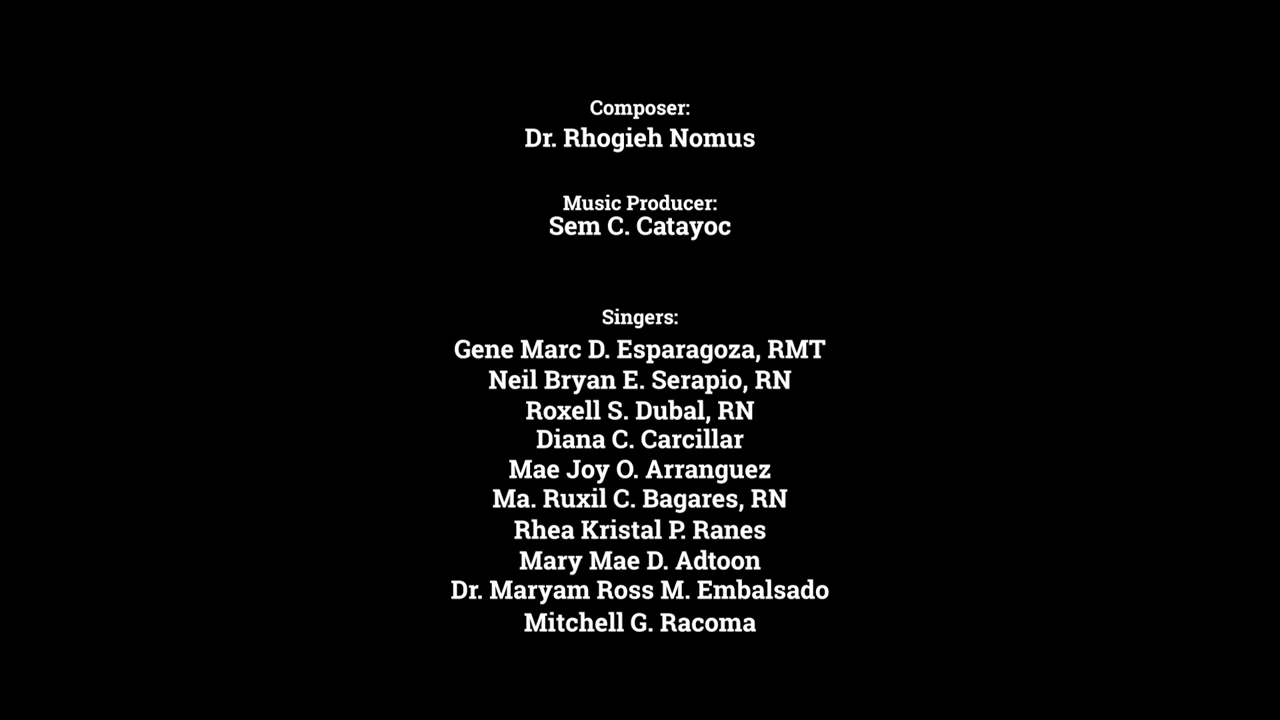 Composer:
Dr. Rhogieh Nomus
Music Producer:
Sem C. Catayoc
Singers:
Gene Marc D. Esparagoza, RMT
Neil Bryan E. Serapio, RN
Roxell S. Dubal, RN
Diana C. Carcillar
Mae Joy O. Arranguez
Ma. Ruxil C. Bagares, RN
Rhea Kristal P. Ranes
Mary Mae D. Adtoon
Dr. Maryam Ross M. Embalsado
Mitchell G. Racoma